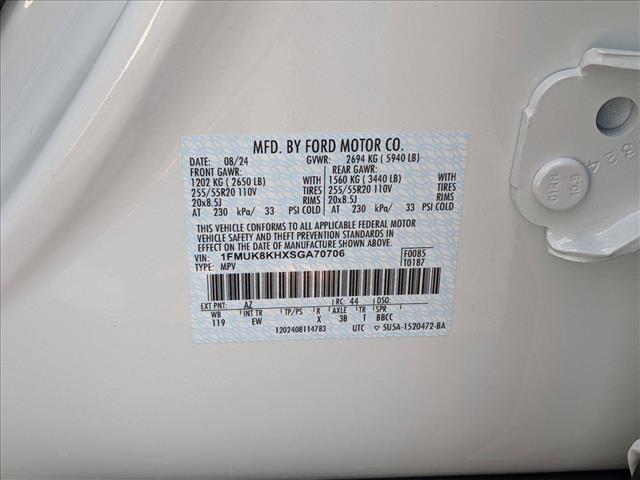 MFD. BY FORD MOTOR CO.
DATE: 08/24 GVWR: 2694 KG ( 5940 LB)
FRONT GAWR: REAR GAWR:
1202 KG ( 2650 LB) WITH 1560 KG ( 3440 LB) WITH
255/55R20 110V TIRES 255/55R20 110V TIRES
20x8.5J RIMS 20x8.5J RIMS
AT 230 kPa/ 33 PSI COLD AT 230 kPa/ 33 PSI COLD
THIS VEHICLE CONFORMS TO ALL APPLICABLE FEDERAL MOTOR
VEHICLE SAFETY AND THEFT PREVENTION STANDARDS IN
EFFECT ON THE DATE OF MANUFACTURE SHOWN ABOVE.
VIN: 1FMUK8KHXSGA70706 F0085
TYPE: MPV T0187
EXT PNT: AZ RC: 44 DSO:
WB INT TR TP/PS R AXLE TR SPR
119 EW X 3B T BBCC
1202408114783 UTC 5U5A-1520472-BA
3 2 4
HR10